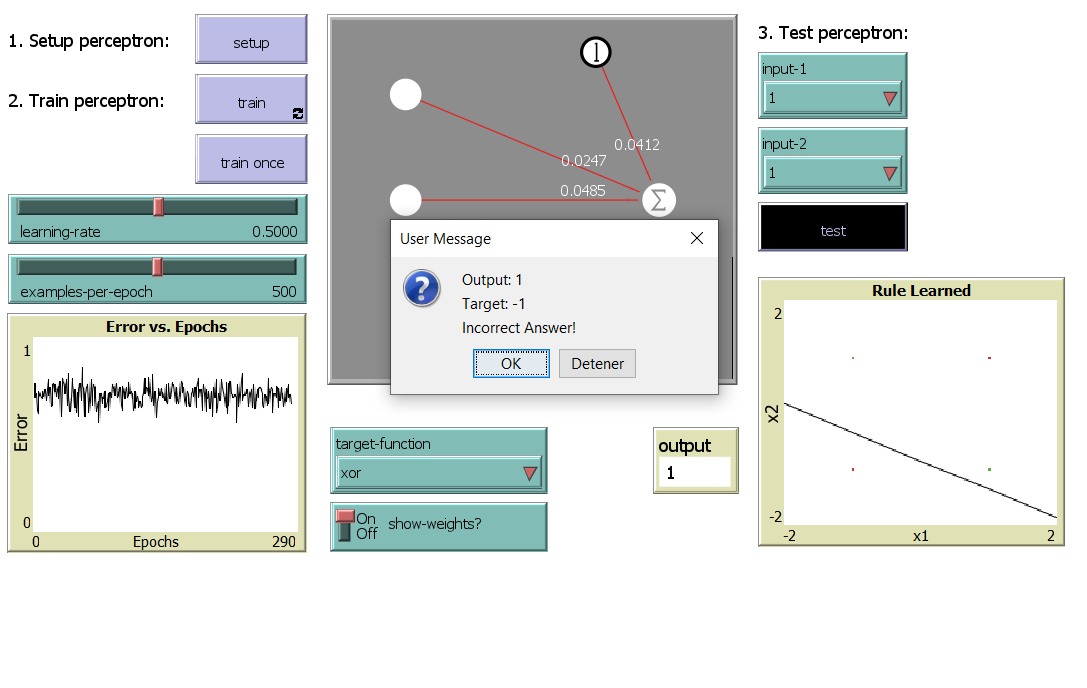 1. Setup perceptron:
setup
2. Train perceptron:
train
train once
learning-rate 0.5000
examples-per-epoch 500
Error vs. Epochs
1
Error
0
0 Epochs 290
1
0.0412
0.0247
0.0485
Σ
User Message
?
Output: 1
Target: -1
Incorrect Answer!
OK Detener
target-function
xor
On
Off show-weights?
output
1
3. Test perceptron:
input-1
1
input-2
1
test
Rule Learned
2
x2
-2
-2 x1 2